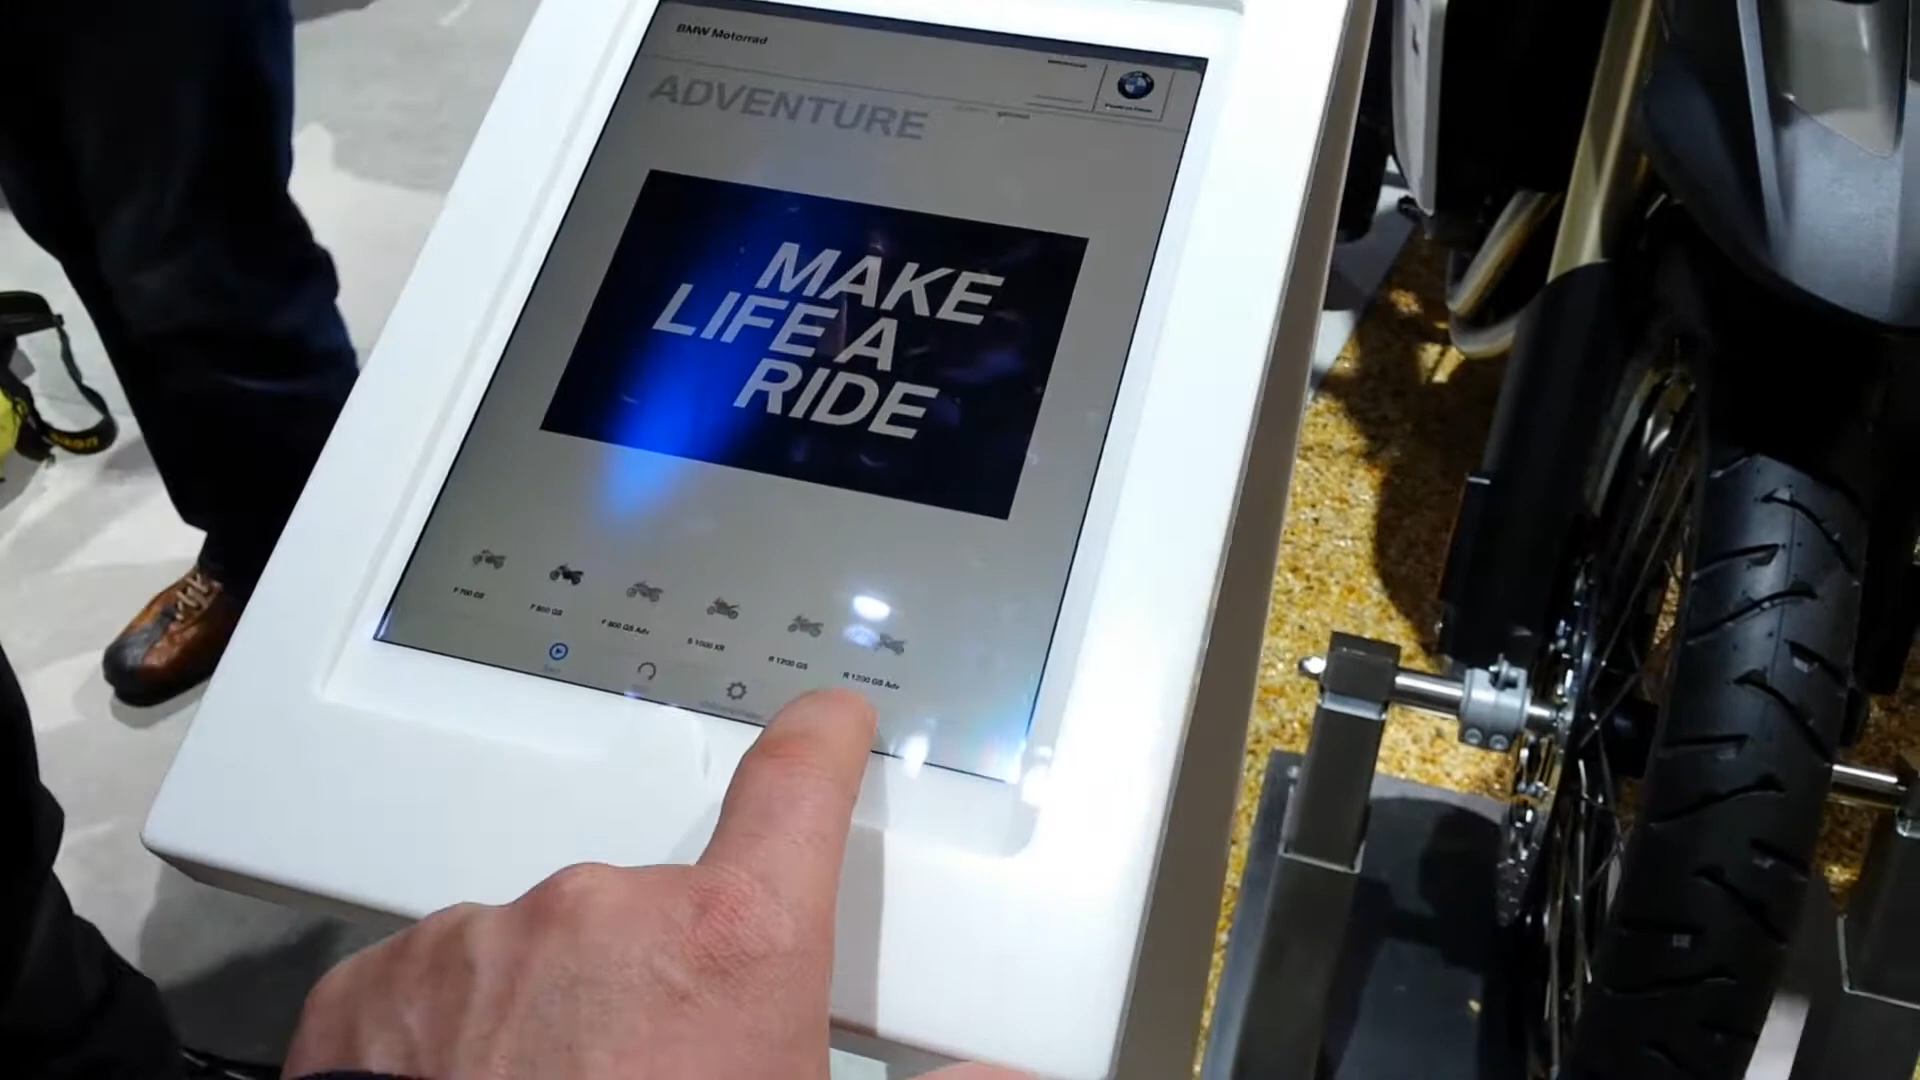 BMW Motorrad
ADVENTURE
MAKE
LIFE A
RIDE
F 700 GS
F 800 GS
F 800 GS Adv
S 1000 XR
R 1200 GS
R 1200 GS Adv